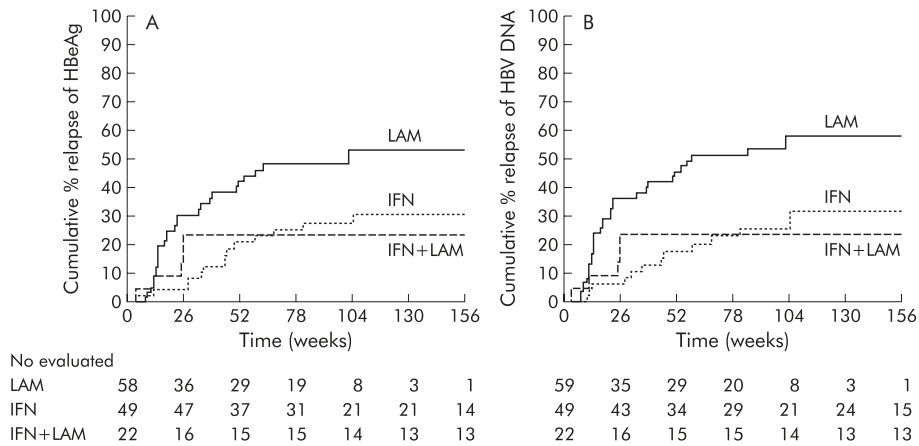 A
B
Cumulative % relapse of HBeAg
100
90
80
70
60
50
40
30
20
10
0
LAM
IFN
IFN+LAM
0 26 52 78 104 130 156
Time (weeks)
Cumulative % relapse of HBV DNA
100
90
80
70
60
50
40
30
20
10
0
LAM
IFN
IFN+LAM
0 26 52 78 104 130 156
Time (weeks)
No evaluated
LAM 58 36 29 19 8 3 1 59 35 29 20 8 3 1
IFN 49 47 37 31 21 21 14 49 43 34 29 21 24 15
IFN+LAM 22 16 15 15 14 13 13 22 16 15 15 14 13 13